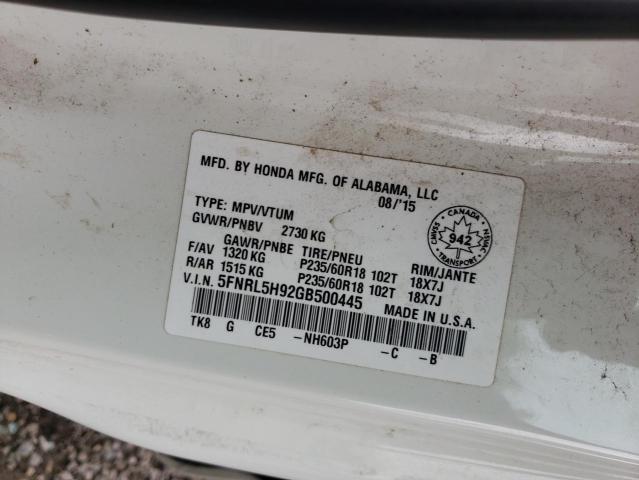 MFD. BY HONDA MFG. OF ALABAMA, LLC
08/'15
TYPE: MPV/VTUM
GVWR/PNBV 2730 KG
GAWR/PNBE TIRE/PNEU RIM/JANTE
F/AV 1320 KG P235/60R18 102T 18X7J
R/AR 1515 KG P235/60R18 102T 18X7J
V.I.N. 5FNRL5H92GB500445 MADE IN U.S.A.
TK8 G CE5 -NH603P -C -B
CANADA
CMVSS
942
NSVAC
TRANSPORT